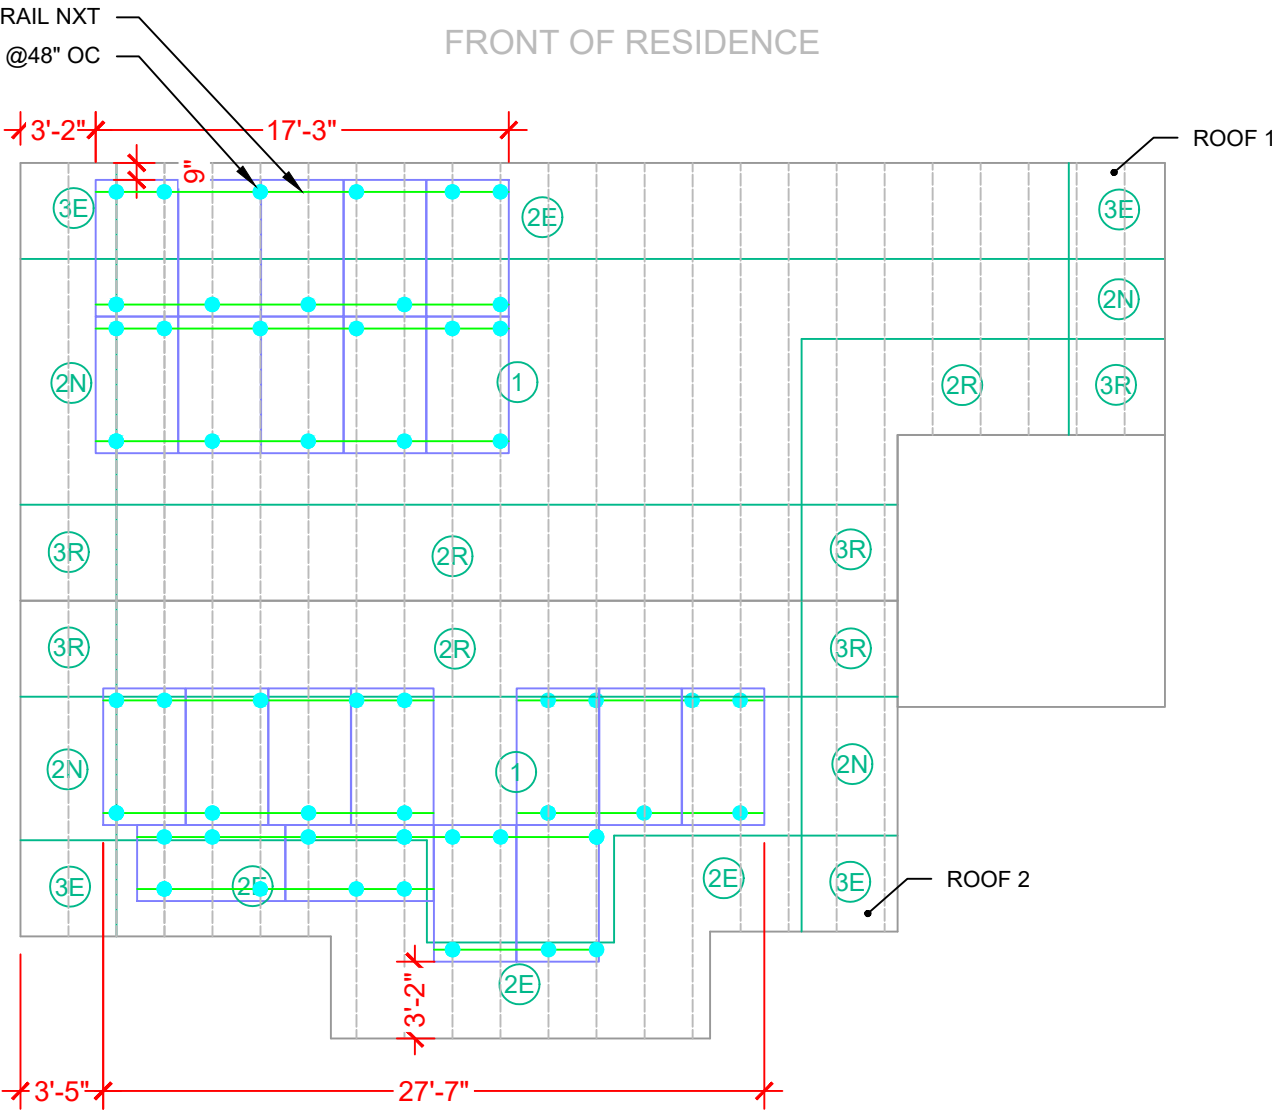 RAIL NXT
@48" OC
FRONT OF RESIDENCE
3'-2"
17'-3"
ROOF 1
9"
3E
2E
3E
2N
2N
1
2R
3R
3R
2R
3R
3R
2R
3R
2N
1
2N
3E
2E
2E
3E
ROOF 2
2E
3'-2"
3'-5"
27'-7"